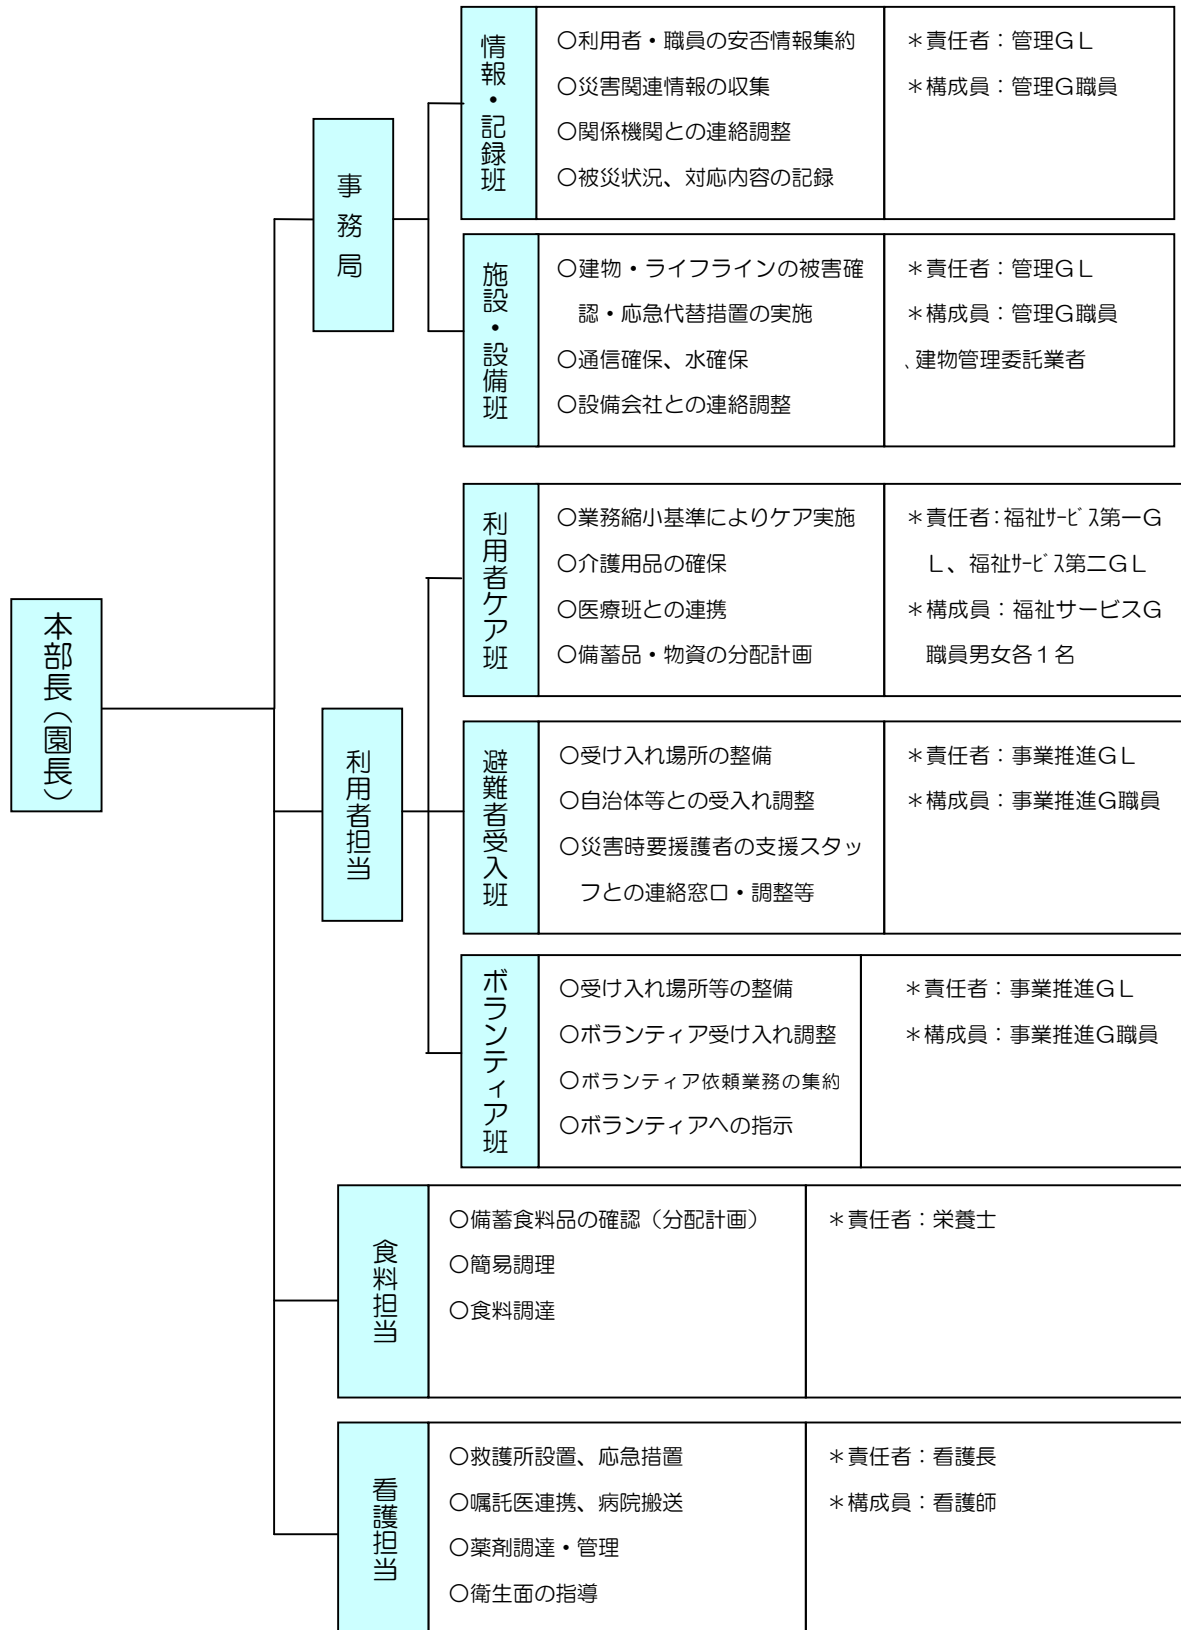 本部長（園長）
事務局
情報・記録班
○利用者・職員の安否情報集約
○災害関連情報の収集
○関係機関との連絡調整
○被災状況、対応内容の記録
＊責任者：管理ＧＬ
＊構成員：管理Ｇ職員
施設・設備班
○建物・ライフラインの被害確
認・応急代替措置の実施
○通信確保、水確保
○設備会社との連絡調整
＊責任者：管理ＧＬ
＊構成員：管理Ｇ職員
、建物管理委託業者
利用者担当
利用者ケア班
○業務縮小基準によりケア実施
○介護用品の確保
○医療班との連携
○備蓄品・物資の分配計画
＊責任者：福祉ｻｰﾋﾞｽ第一Ｇ
Ｌ、福祉ｻｰﾋﾞｽ第二ＧＬ
＊構成員：福祉サービスＧ
職員男女各１名
避難者受入班
○受け入れ場所の整備
○自治体等との受入れ調整
○災害時要援護者の支援スタッ
フとの連絡窓口・調整等
＊責任者：事業推進ＧＬ
＊構成員：事業推進Ｇ職員
ボランティア班
○受け入れ場所等の整備
○ボランティア受け入れ調整
○ボランティア依頼業務の集約
○ボランティアへの指示
＊責任者：事業推進ＧＬ
＊構成員：事業推進Ｇ職員
食料担当
○備蓄食料品の確認（分配計画）
○簡易調理
○食料調達
＊責任者：栄養士
看護担当
○救護所設置、応急措置
○嘱託医連携、病院搬送
○薬剤調達・管理
○衛生面の指導
＊責任者：看護長
＊構成員：看護師